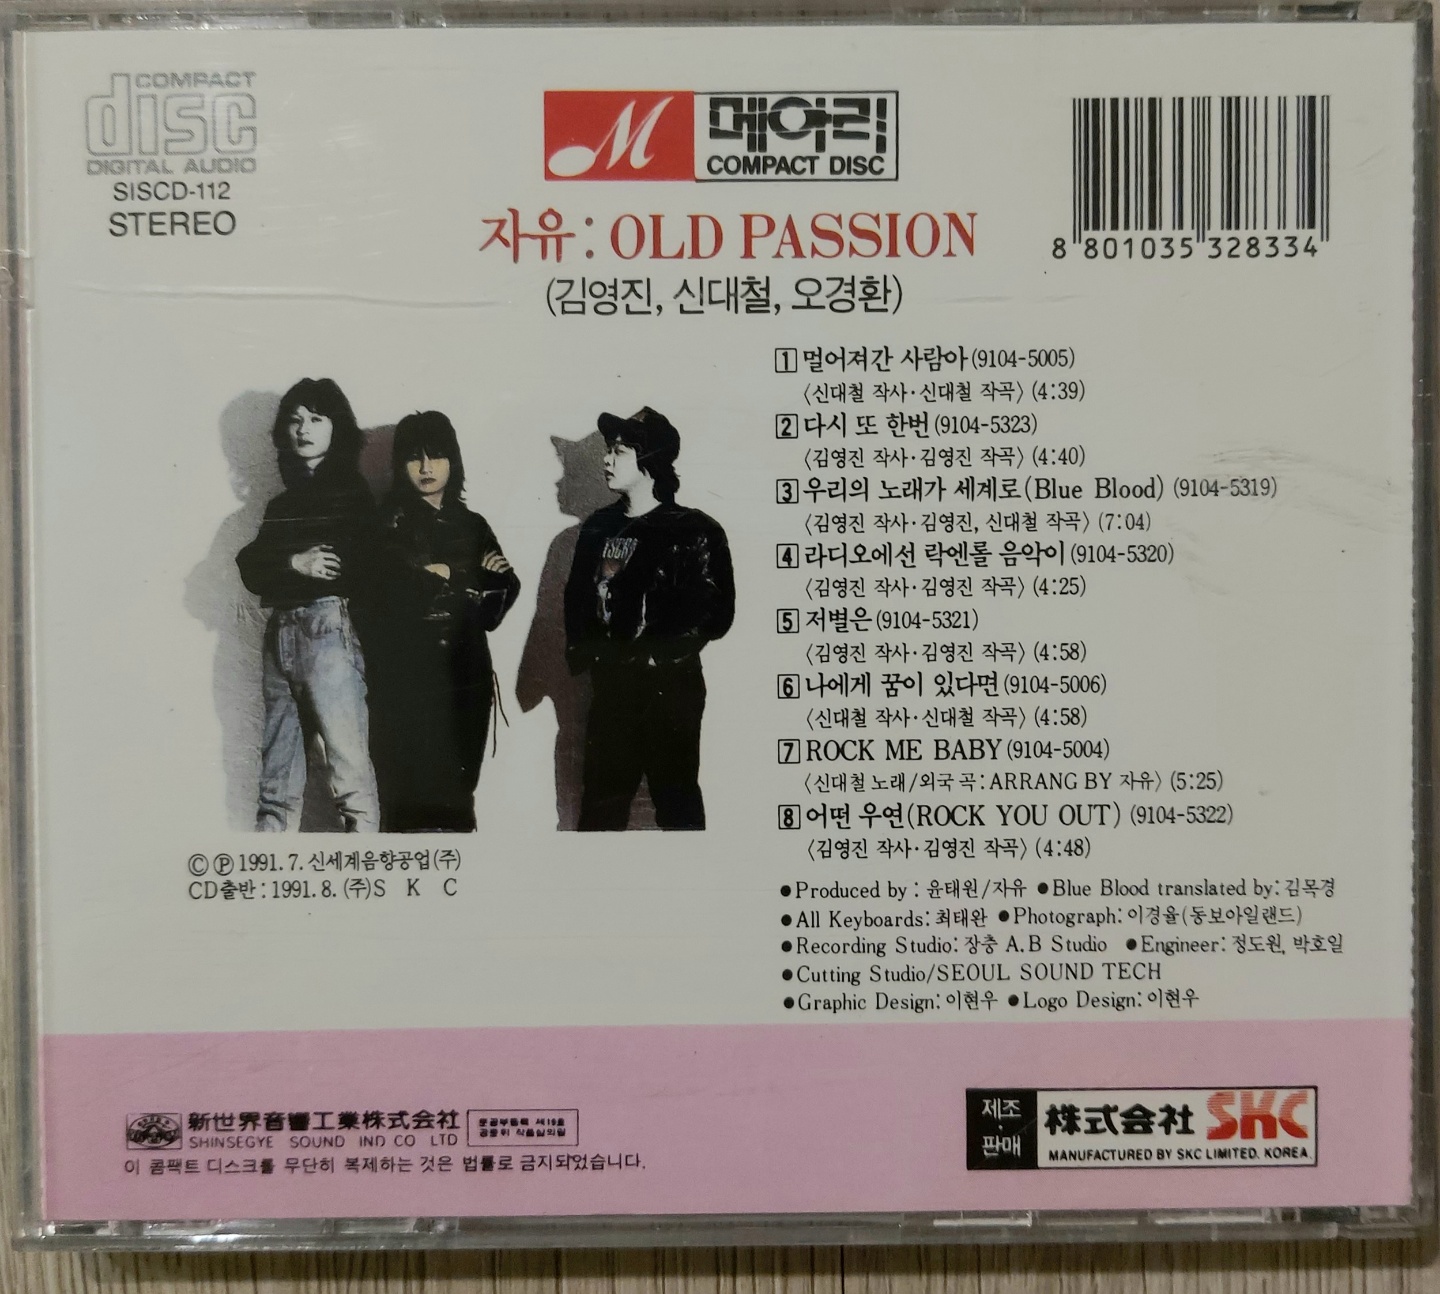 COMPACT
disc
DIGITAL AUDIO
SISCD-112
STEREO
M 메아리
COMPACT DISC
8 801035 328334
자유: OLD PASSION
(김영진, 신대철, 오경환)
1 멀어져간 사람아(9104-5005)
〈신대철 작사·신대철 작곡〉(4:39)
2 다시 또 한번(9104-5323)
〈김영진 작사·김영진 작곡〉(4:40)
3 우리의 노래가 세계로(Blue Blood) (9104-5319)
〈김영진 작사·김영진, 신대철 작곡〉(7:04)
4 라디오에선 락엔롤 음악이(9104-5320)
〈김영진 작사·김영진 작곡〉(4:25)
5 저별은(9104-5321)
〈김영진 작사·김영진 작곡〉(4:58)
6 나에게 꿈이 있다면(9104-5006)
〈신대철 작사·신대철 작곡〉(4:58)
7 ROCK ME BABY(9104-5004)
〈신대철 노래/외국 곡: ARRANG BY 자유〉(5:25)
8 어떤 우연(ROCK YOU OUT) (9104-5322)
〈김영진 작사·김영진 작곡〉(4:48)
Ⓒ Ⓟ 1991. 7. 신세계음향공업(주)
CD출반: 1991. 8. (주)S K C
●Produced by : 윤태원/자유 ●Blue Blood translated by: 김목경
●All Keyboards: 최태완 ●Photograph: 이경율(동보아일랜드)
●Recording Studio: 장충 A.B Studio ●Engineer: 정도원, 박호일
●Cutting Studio/SEOUL SOUND TECH
●Graphic Design: 이현우 ●Logo Design: 이현우
新世界音響工業株式会社
SHINSEGYE SOUND IND CO LTD
이 콤팩트 디스크를 무단히 복제하는 것은 법률로 금지되었습니다.
제조·판매
株式会社 SKC
MANUFACTURED BY SKC LIMITED. KOREA.